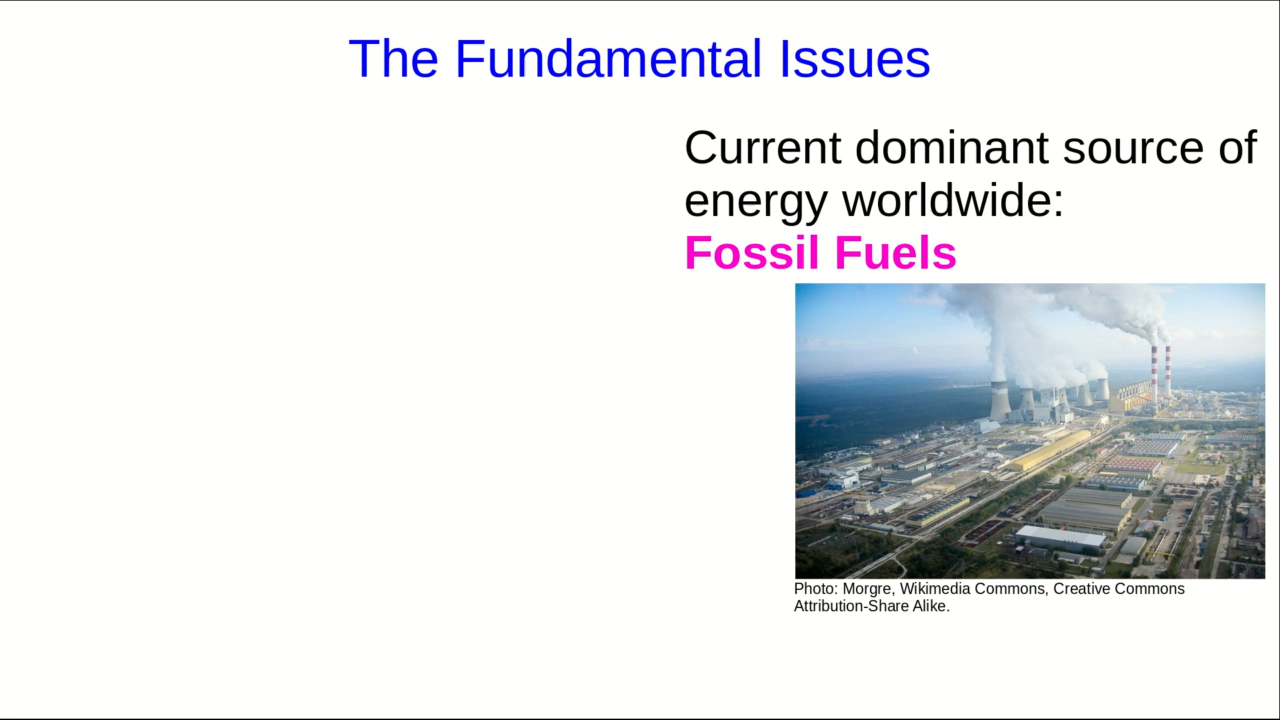 The Fundamental Issues
Current dominant source of
energy worldwide:
Fossil Fuels
Photo: Morgre, Wikimedia Commons, Creative Commons
Attribution-Share Alike.